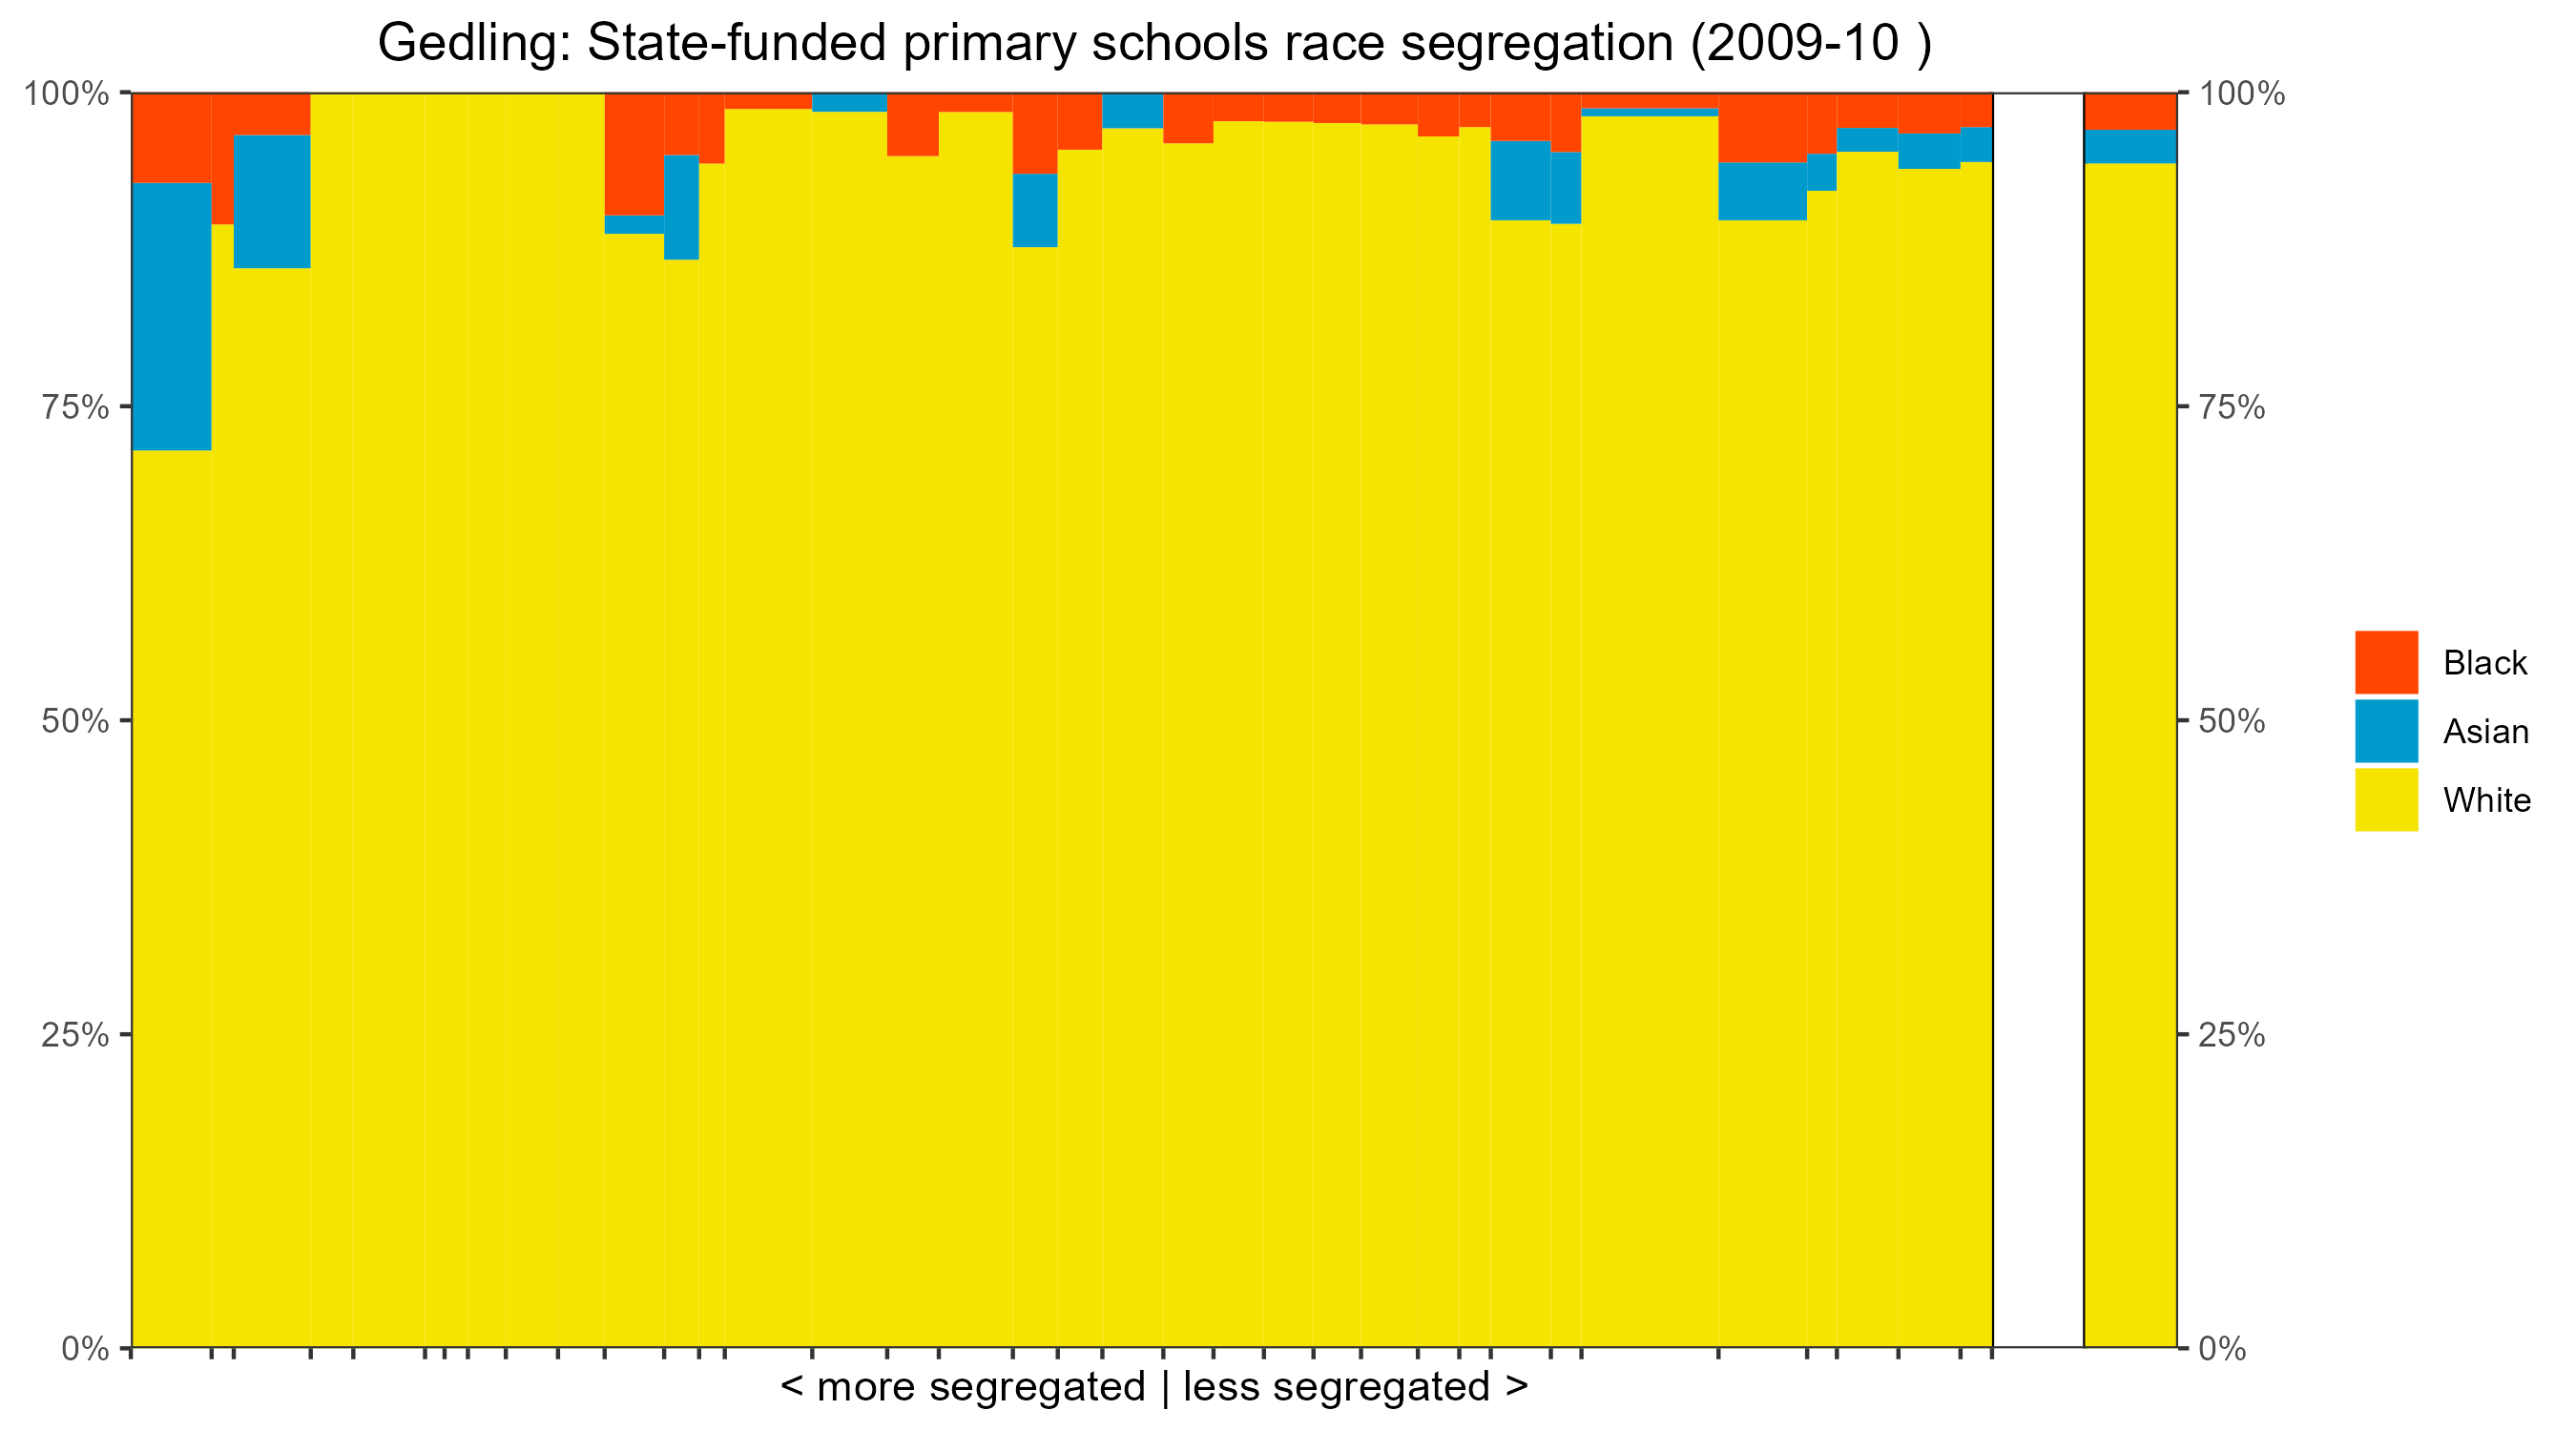 Gedling: State-funded primary schools race segregation (2009-10 )
100%
75%
50%
25%
0%
100%
75%
50%
25%
0%
Black
Asian
White
< more segregated | less segregated >